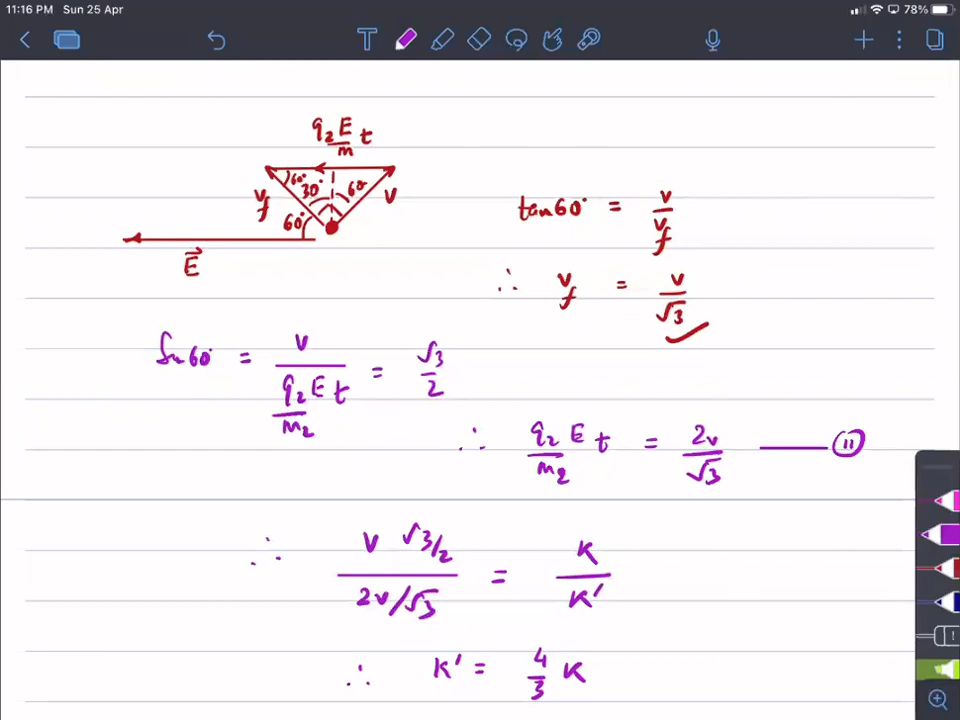 11:16 PM Sun 25 Apr 78%
q₂E/m t
60° 30° 60
v_f v
60°
E⃗
tan60° = v/v_f
∴ v_f = v/√3
Sin60° = v/(q₂E/m₂ t) = √3/2
∴ q₂E/m₂ t = 2v/√3 —— (11)
∴ (v √3/2)/(2v/√3) = K/K'
∴ K' = 4/3 K